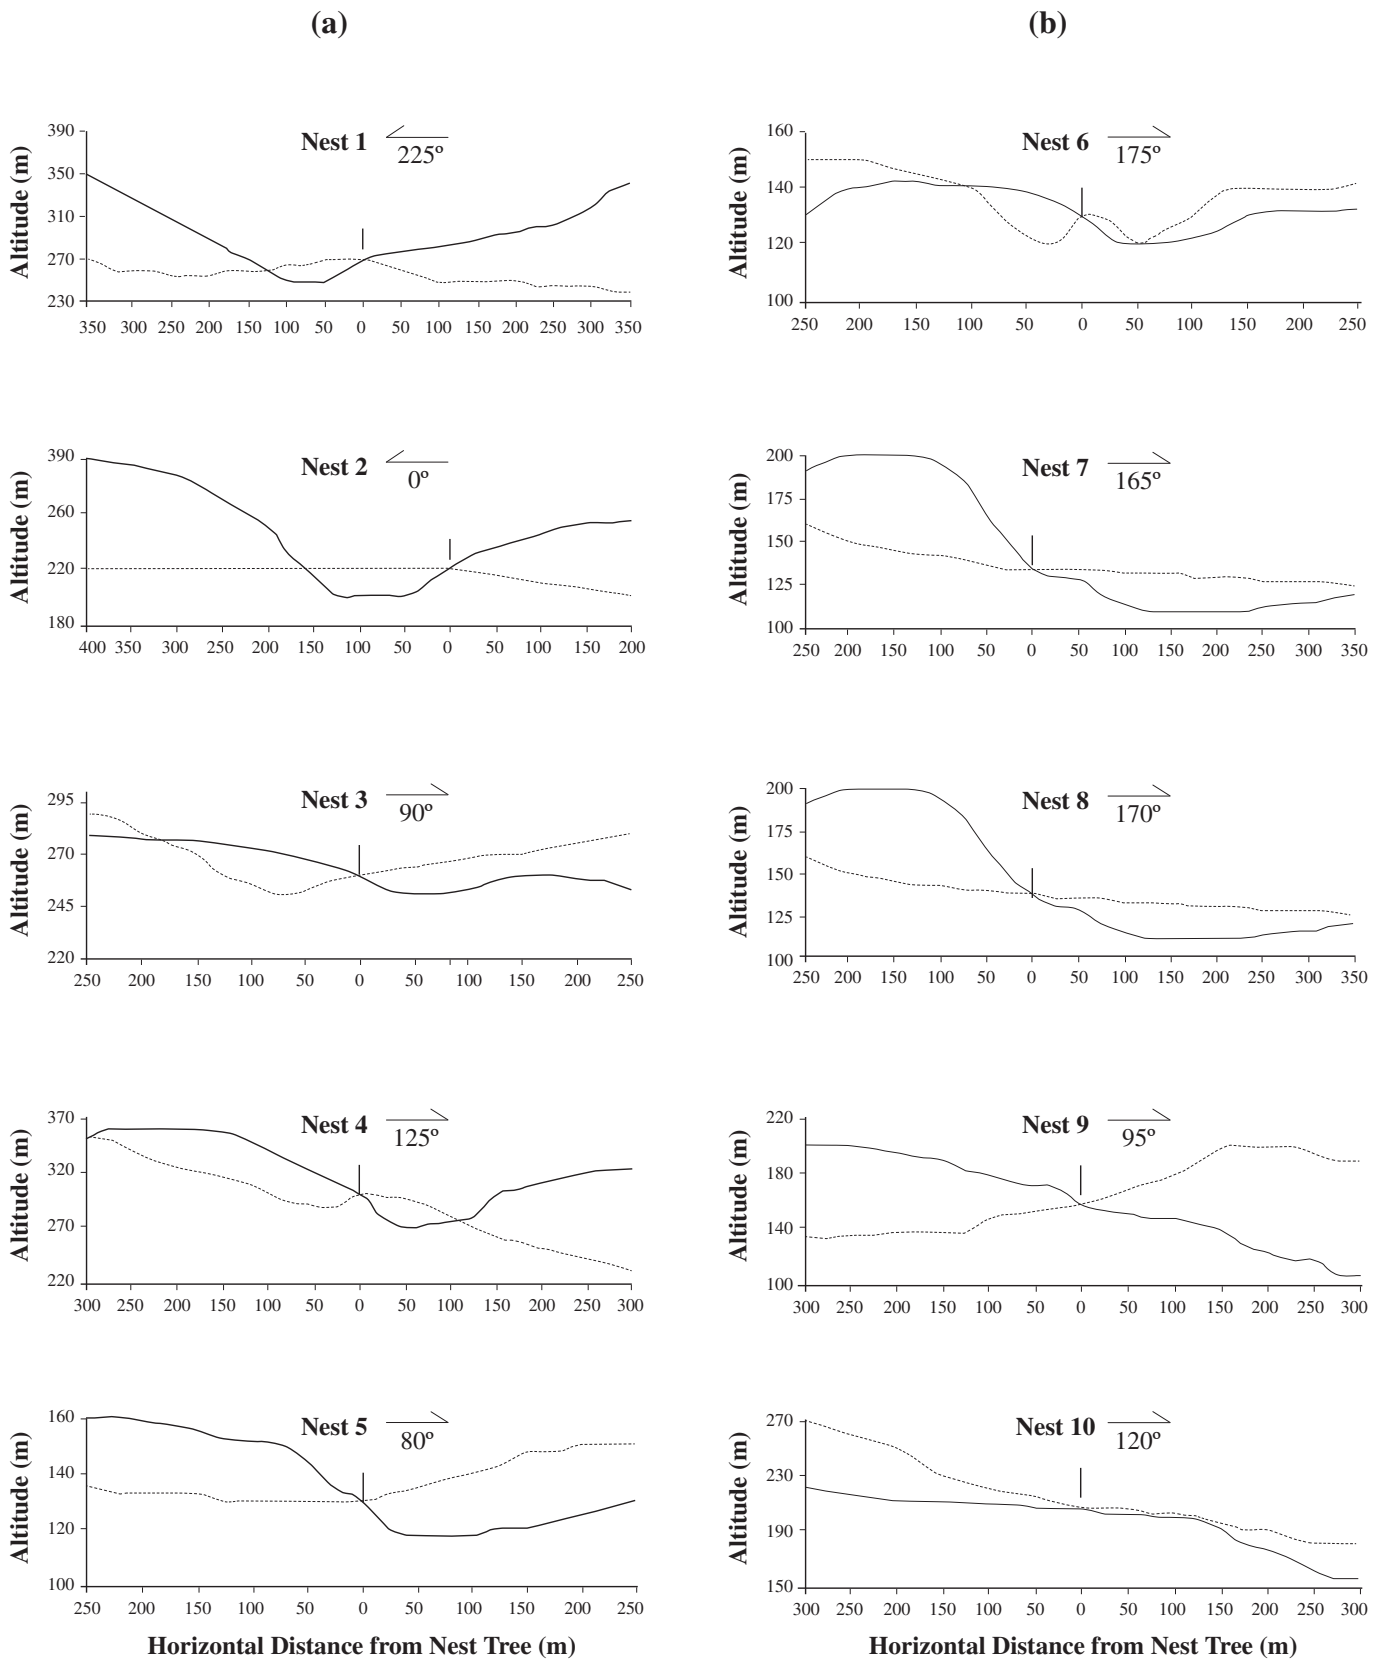 (a)
(b)
Nest 1
225º
Altitude (m)
390
350
310
270
230
350 300 250 200 150 100 50 0 50 100 150 200 250 300 350
Nest 2
0º
Altitude (m)
390
260
220
180
400 350 300 250 200 100 50 0 50 100 150 200
Nest 3
90º
Altitude (m)
295
270
245
220
250 200 150 100 50 0 50 100 150 200 250
Nest 4
125º
Altitude (m)
370
320
270
220
300 250 200 150 100 50 0 50 100 150 200 250 300
Nest 5
80º
Altitude (m)
160
140
120
100
250 200 150 100 50 0 50 100 150 200 250
Horizontal Distance from Nest Tree (m)
Nest 6
175º
Altitude (m)
160
140
120
100
250 200 150 100 50 0 50 100 150 200 250
Nest 7
165º
Altitude (m)
200
175
150
125
100
250 200 150 100 50 0 50 100 150 200 250 300 350
Nest 8
170º
Altitude (m)
200
175
150
125
100
250 200 150 100 50 0 50 100 150 200 250 300 350
Nest 9
95º
Altitude (m)
220
180
140
100
300 250 200 150 100 50 0 50 100 150 200 250 300
Nest 10
120º
Altitude (m)
270
230
190
150
300 250 200 150 100 50 0 50 100 150 200 250 300
Horizontal Distance from Nest Tree (m)